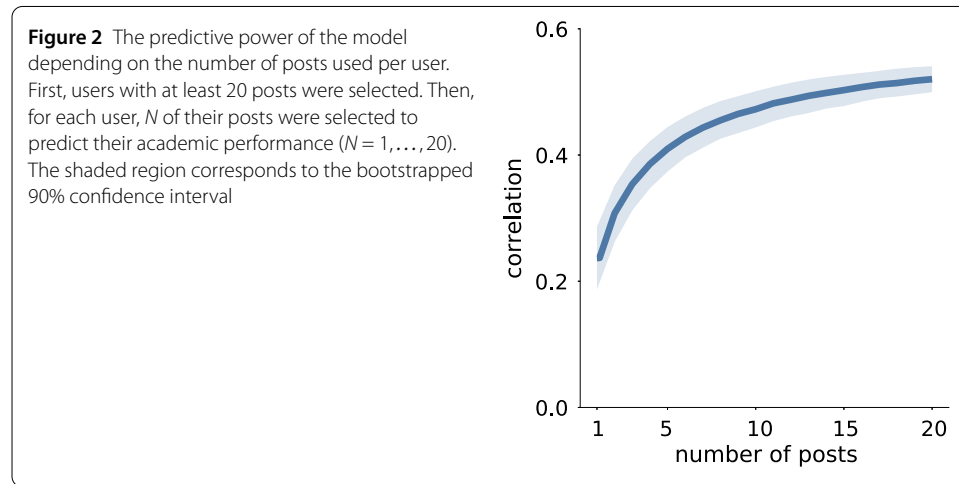 Figure 2 The predictive power of the model
depending on the number of posts used per user.
First, users with at least 20 posts were selected. Then,
for each user, N of their posts were selected to
predict their academic performance (N = 1,…, 20).
The shaded region corresponds to the bootstrapped
90% confidence interval
correlation
0.6
0.4
0.2
0.0
1 5 10 15 20
number of posts